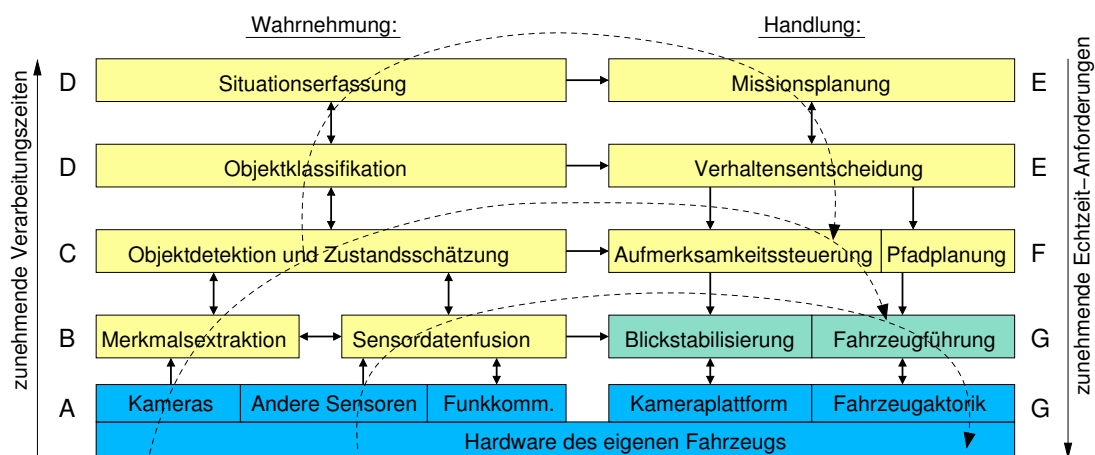 Wahrnehmung:
Handlung:
zunehmende Verarbeitungszeiten
zunehmende Echtzeit−Anforderungen
D
Situationserfassung
Missionsplanung
E
D
Objektklassifikation
Verhaltensentscheidung
E
C
Objektdetektion und Zustandsschätzung
Aufmerksamkeitssteuerung
Pfadplanung
F
B
Merkmalsextraktion
Sensordatenfusion
Blickstabilisierung
Fahrzeugführung
G
A
Kameras
Andere Sensoren
Funkkomm.
Kameraplattform
Fahrzeugaktorik
G
Hardware des eigenen Fahrzeugs